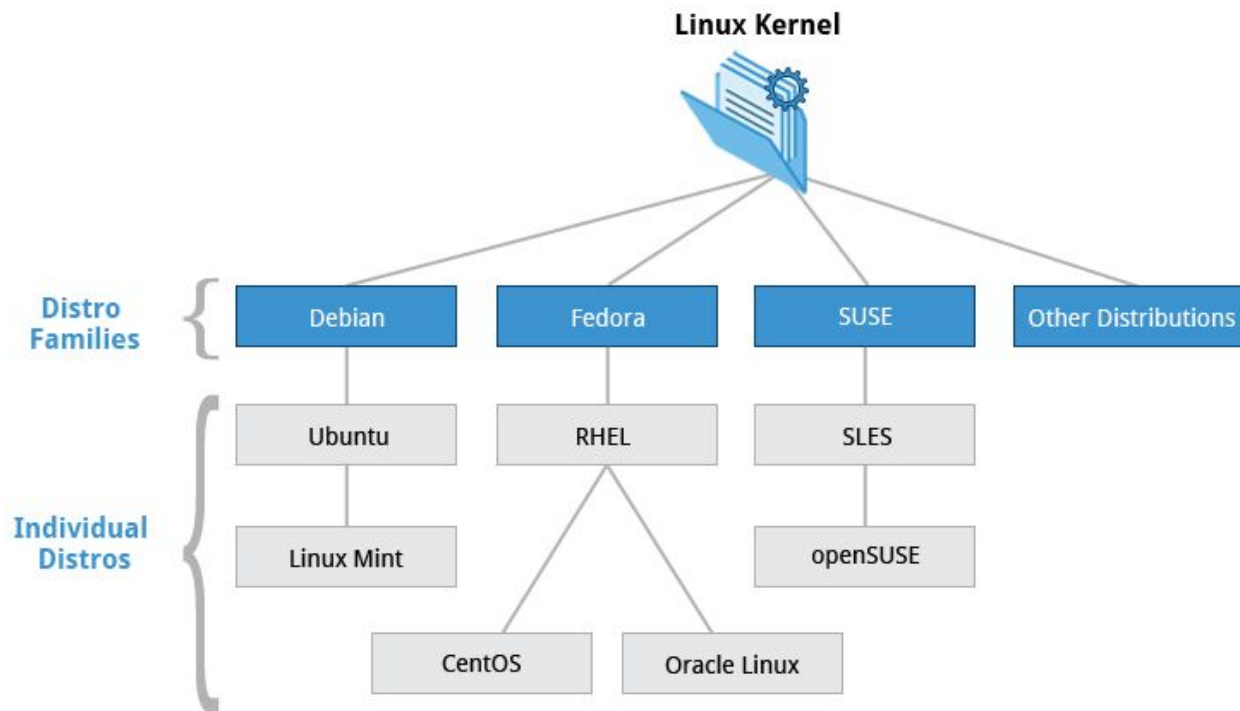 Linux Kernel
Distro
Families
Debian
Fedora
SUSE
Other Distributions
Individual
Distros
Ubuntu
RHEL
SLES
Linux Mint
openSUSE
CentOS
Oracle Linux